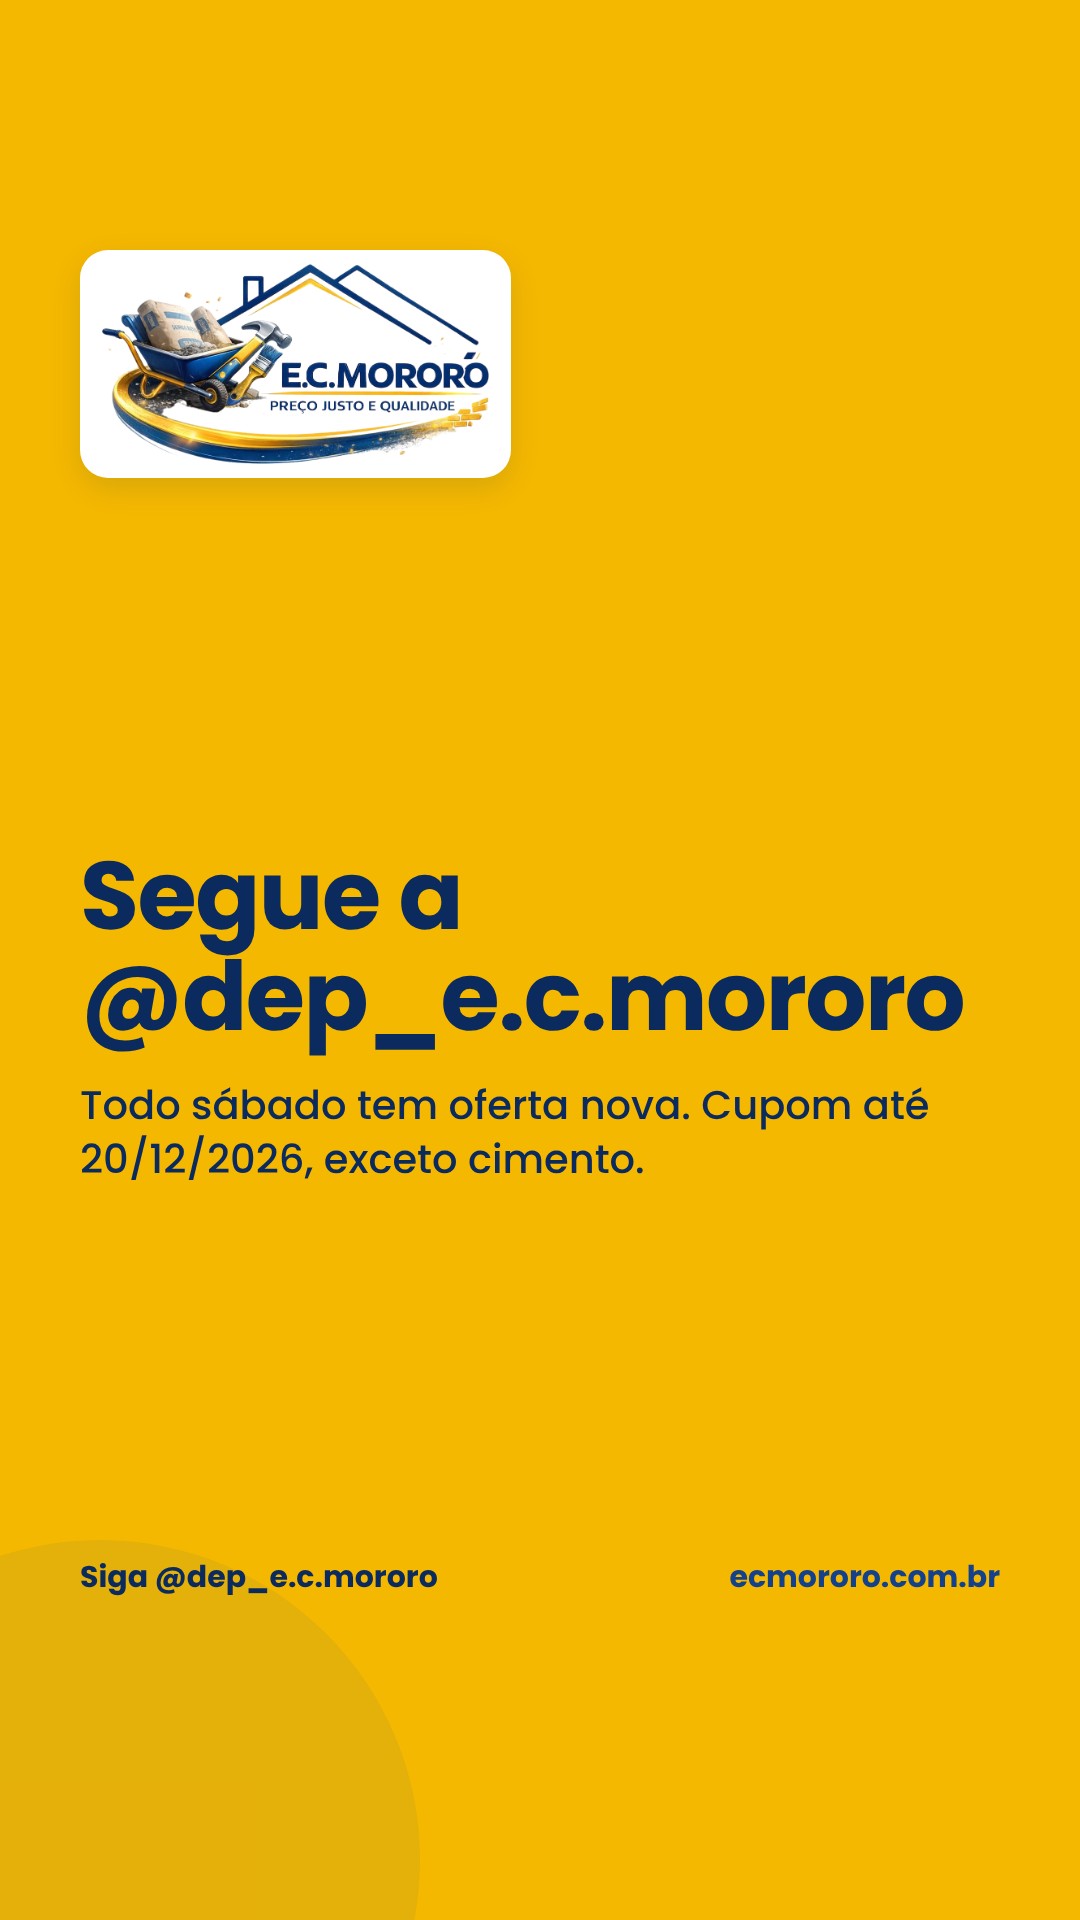 E.C.MORORÓ
PREÇO JUSTO E QUALIDADE
Segue a
@dep_e.c.mororo
Todo sábado tem oferta nova. Cupom até
20/12/2026, exceto cimento.
Siga @dep_e.c.mororo
ecmororo.com.br